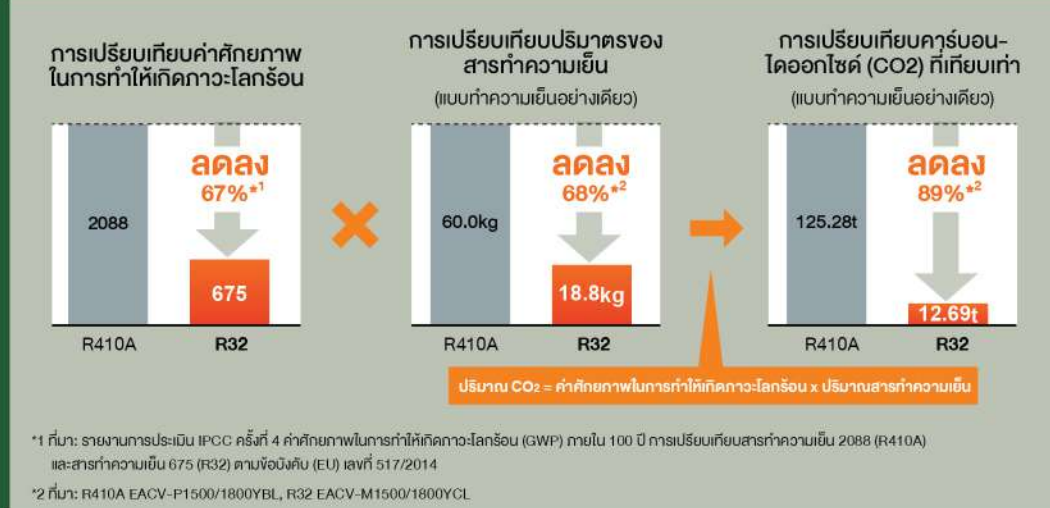 การเปรียบเทียบค่าศักยภาพ
ในการทำให้เกิดภาวะโลกร้อน
ลดลง
67%*1
2088
675
R410A
R32
การเปรียบเทียบปริมาตรของ
สารทำความเย็น
(แบบทำความเย็นอย่างเดียว)
ลดลง
68%*2
60.0kg
18.8kg
R410A
R32
การเปรียบเทียบคาร์บอน-
ไดออกไซด์ (CO2) ที่เทียบเท่า
(แบบทำความเย็นอย่างเดียว)
ลดลง
89%*2
125.28t
12.69t
R410A
R32
ปริมาณ CO2 = ค่าศักยภาพในการทำให้เกิดภาวะโลกร้อน x ปริมาณสารทำความเย็น
*1 ที่มา: รายงานการประเมิน IPCC ครั้งที่ 4 ค่าศักยภาพในการทำให้เกิดภาวะโลกร้อน (GWP) ภายใน 100 ปี การเปรียบเทียบสารทำความเย็น 2088 (R410A)
และสารทำความเย็น 675 (R32) ตามข้อบังคับ (EU) เลขที่ 517/2014
*2 ที่มา: R410A EACV-P1500/1800YBL, R32 EACV-M1500/1800YCL